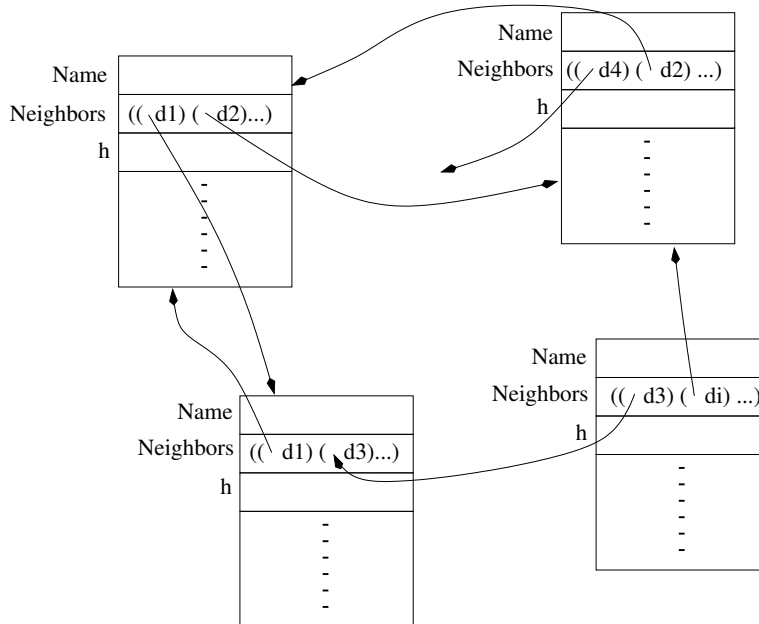 Name
Neighbors ((  d1) (  d2)...)
h
Name
Neighbors ((  d4) (  d2) ...)
h
Name
Neighbors ((  d1) (  d3)...)
h
Name
Neighbors ((  d3) (  di) ...)
h